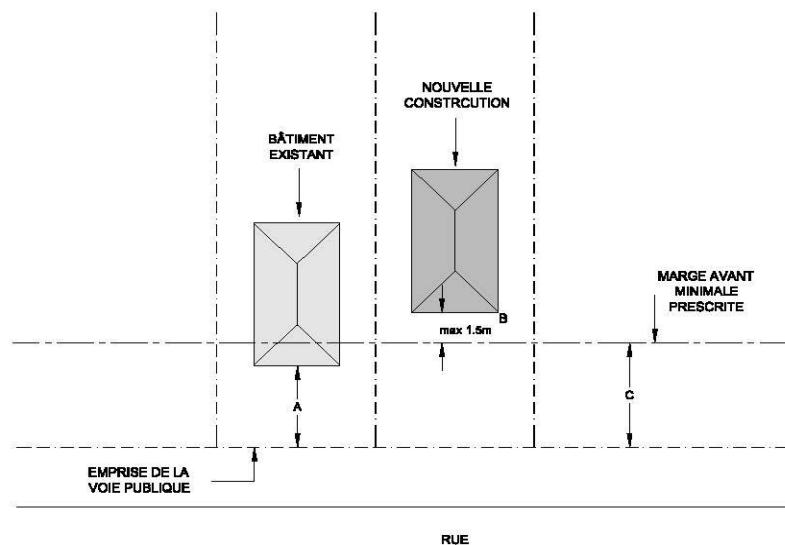 NOUVELLE
CONSTRCUTION
BÂTIMENT
EXISTANT
MARGE AVANT
MINIMALE
PRESCRITE
B
max 1.5m
A
C
EMPRISE DE LA
VOIE PUBLIQUE
RUE